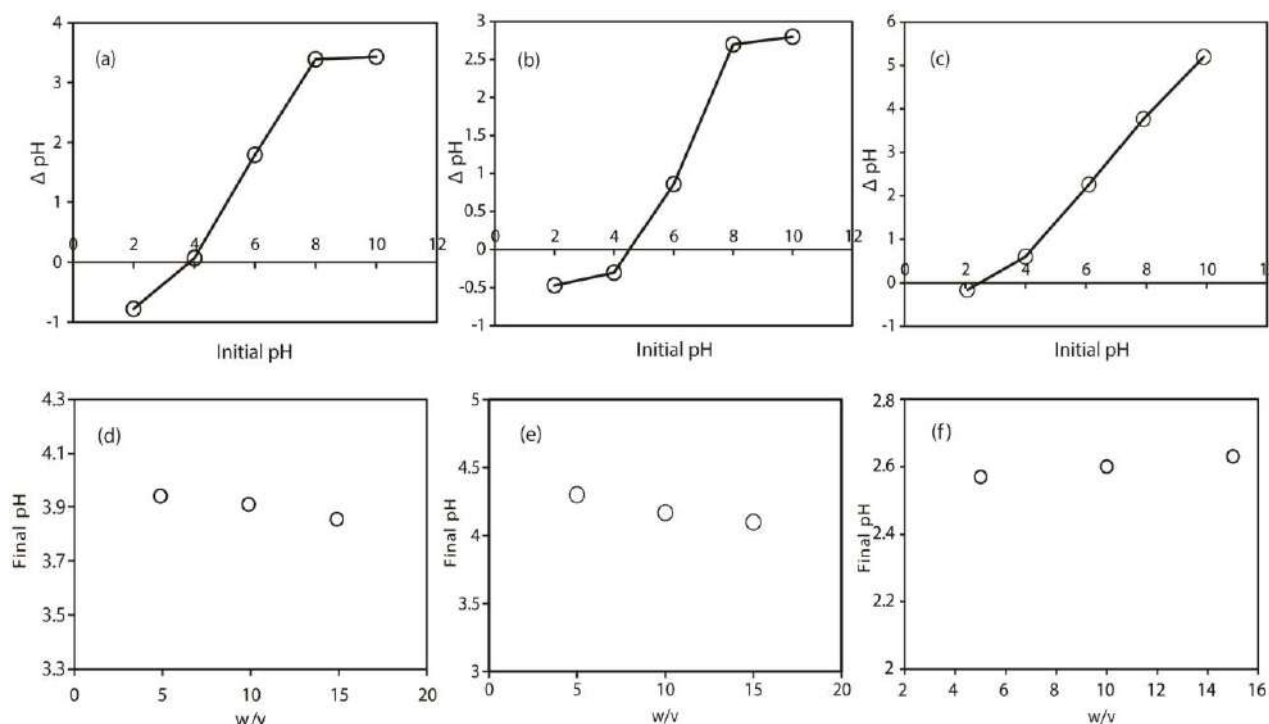 4
3
2
1
0
-1
Δ pH
(a)
0 2 4 6 8 10 12
Initial pH
3
2.5
2
1.5
1
0.5
0
-0.5
-1
Δ pH
(b)
0 2 4 6 8 10 12
Initial pH
6
5
4
3
2
1
0
-1
Δ pH
(c)
0 2 4 6 8 10 12
Initial pH
4.3
4.1
3.9
3.7
3.5
3.3
Final pH
(d)
0 5 10 15 20
w/v
5
4.5
4
3.5
3
Final pH
(e)
0 5 10 15 20
w/v
2.8
2.6
2.4
2.2
2
Final pH
(f)
2 4 6 8 10 12 14 16
w/v